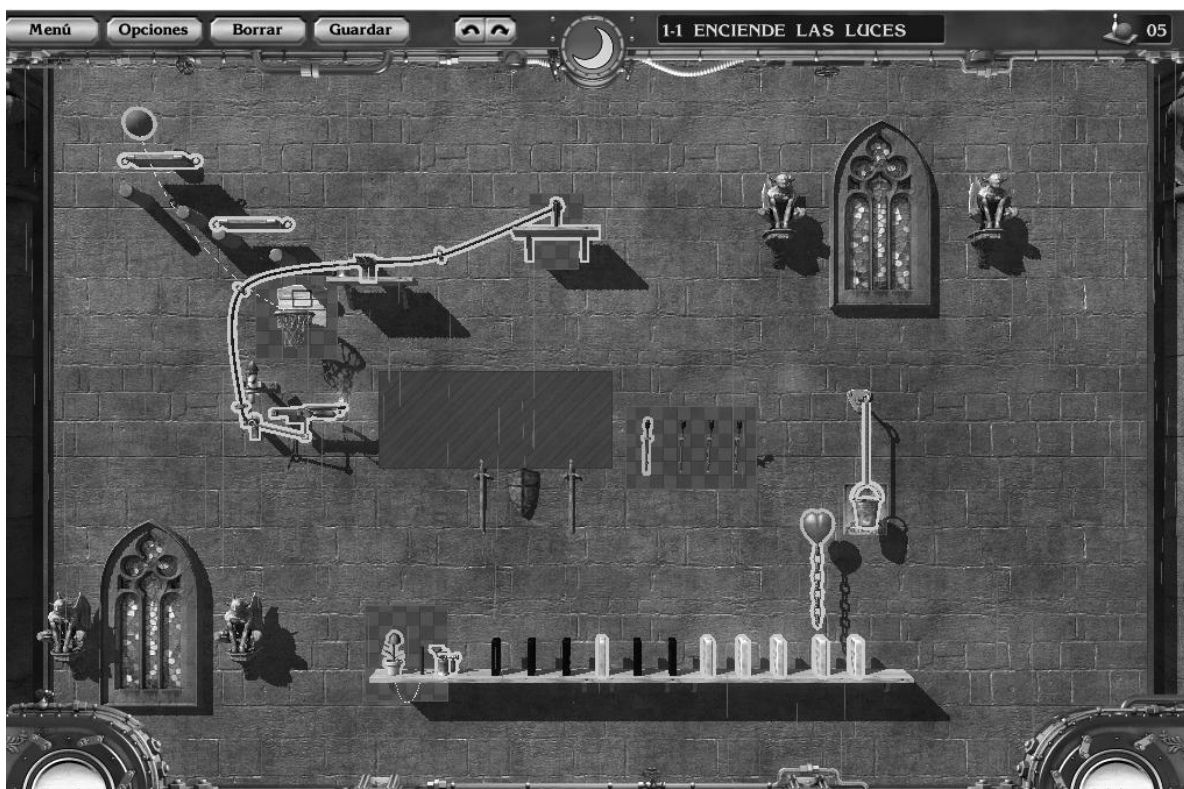 Menú
Opciones
Borrar
Guardar
1-1 ENCIENDE LAS LUCES
05